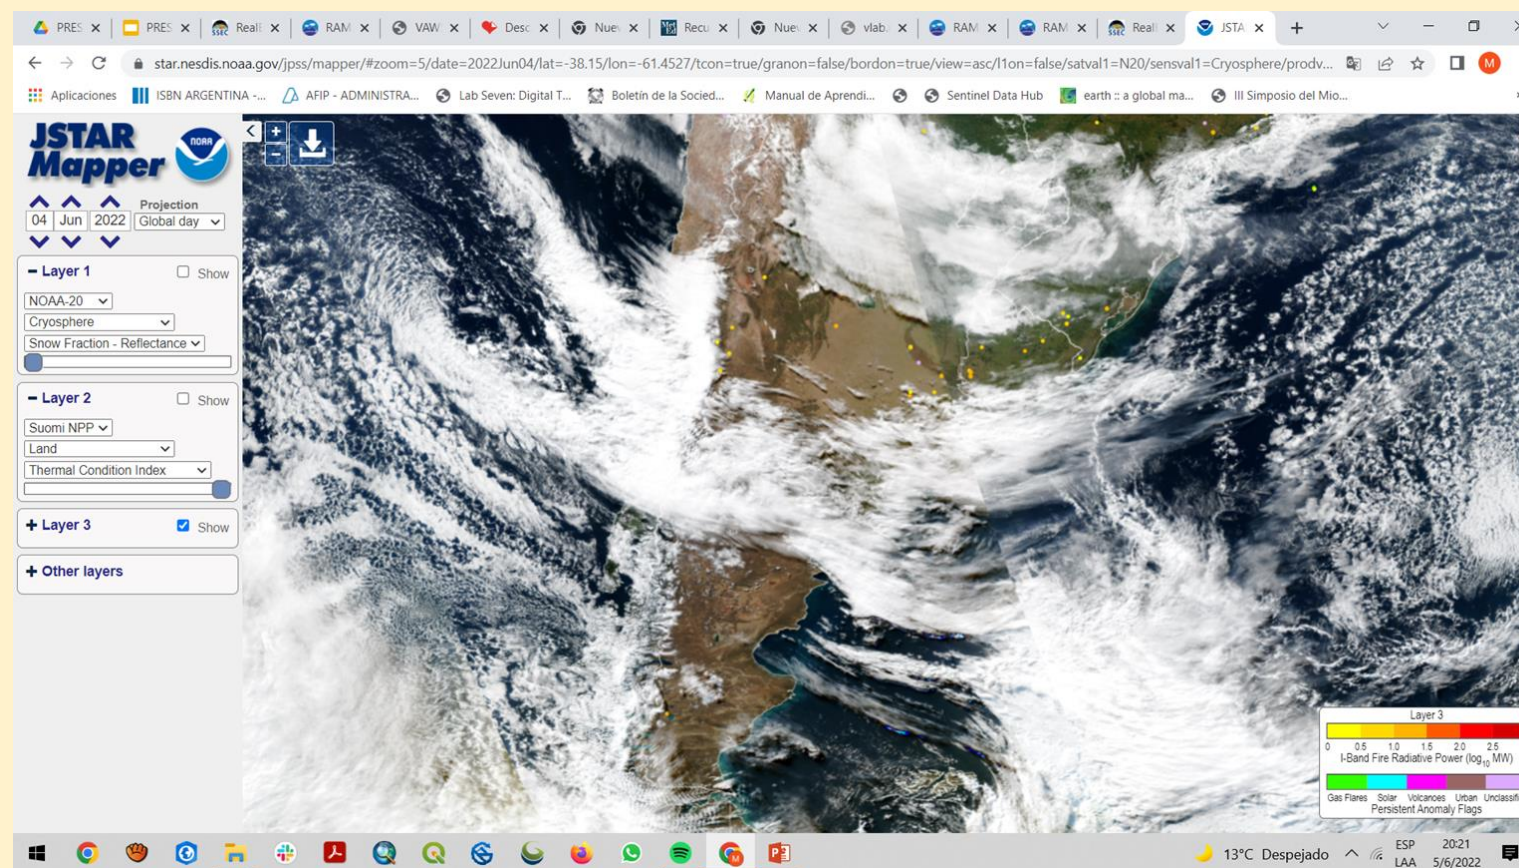 PRES
PRES
Reali
RAM
VAW
Desc
Nuev
Recu
Nuev
vlab.
RAM
RAM
Reali
JSTA
star.nesdis.noaa.gov/jpss/mapper/#zoom=5/date=2022Jun04/lat=-38.15/lon=-61.4527/tcon=true/granon=false/bordon=true/view=asc/l1on=false/satval1=N20/sensval1=Cryosphere/prodv...
M
Aplicaciones
ISBN ARGENTINA -...
AFIP - ADMINISTRA...
Lab Seven: Digital T...
Boletín de la Socied...
Manual de Aprendi...
Sentinel Data Hub
earth :: a global ma...
III Simposio del Mio...
JSTAR
Mapper
NOAA
Projection
04 Jun 2022 Global day
Layer 1 Show
NOAA-20
Cryosphere
Snow Fraction - Reflectance
Layer 2 Show
Suomi NPP
Land
Thermal Condition Index
Layer 3 Show
Other layers
Layer 3
0 0.5 1.0 1.5 2.0 2.5
I-Band Fire Radiative Power (log10 MW)
Gas Flares Solar Volcanoes Urban Unclassifi
Persistent Anomaly Flags
13°C Despejado
ESP
LAA
20:21
5/6/2022